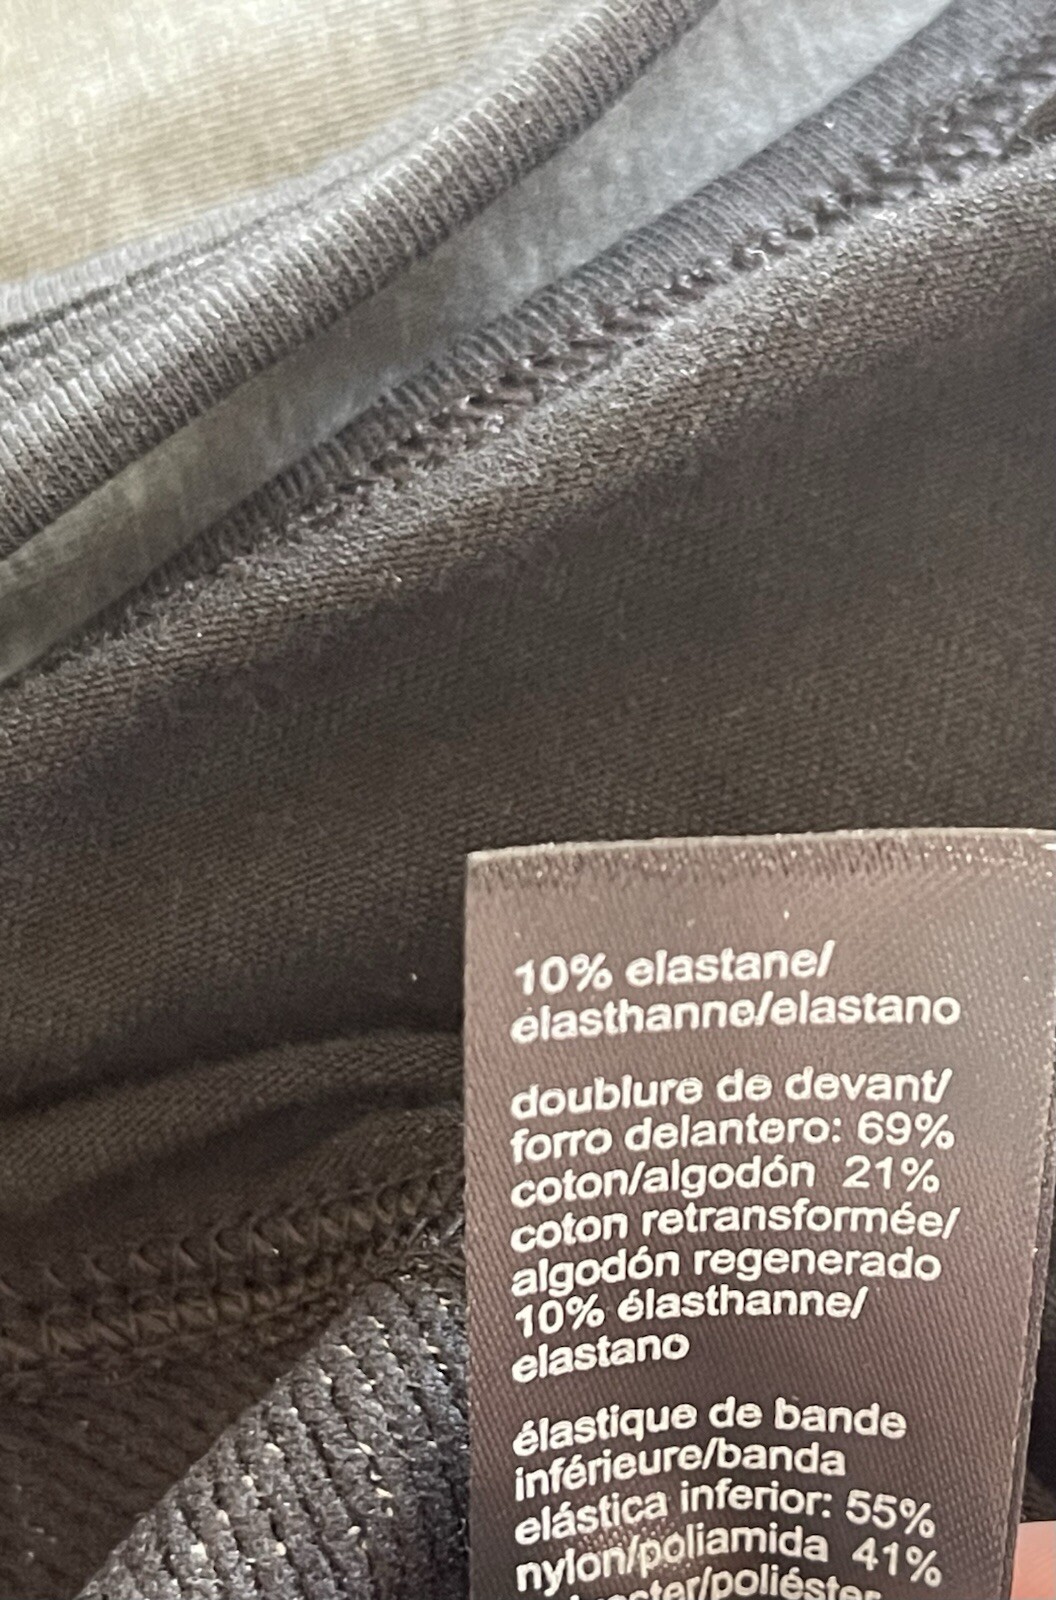 10% elastane/
élasthanne/elastano
doublure de devant/
forro delantero: 69%
coton/algodón 21%
coton retransformée/
algodón regenerado
10% élasthanne/
elastano
élastique de bande
inférieure/banda
elástica inferior: 55%
nylon/poliamida 41%